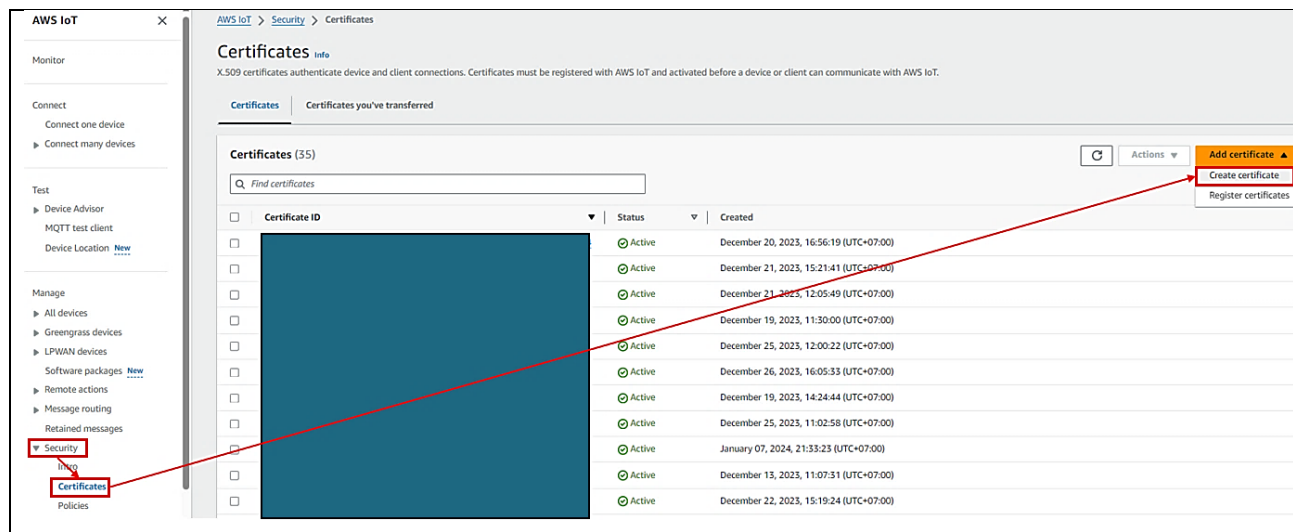 AWS IoT
Monitor
Connect
Connect one device
Connect many devices
Test
Device Advisor
MQTT test client
Device Location New
Manage
All devices
Greengrass devices
LPWAN devices
Software packages New
Remote actions
Message routing
Retained messages
Security
Intro
Certificates
Policies
AWS IoT > Security > Certificates
Certificates Info
X.509 certificates authenticate device and client connections. Certificates must be registered with AWS IoT and activated before a device or client can communicate with AWS IoT.
Certificates Certificates you've transferred
Certificates (35)
Actions Add certificate
Create certificate
Register certificates
Find certificates
Certificate ID Status Created
Active December 20, 2023, 16:56:19 (UTC+07:00)
Active December 21, 2023, 15:21:41 (UTC+07:00)
Active December 21, 2023, 12:05:49 (UTC+07:00)
Active December 19, 2023, 11:30:00 (UTC+07:00)
Active December 25, 2023, 12:00:22 (UTC+07:00)
Active December 26, 2023, 16:05:33 (UTC+07:00)
Active December 19, 2023, 14:24:44 (UTC+07:00)
Active December 25, 2023, 11:02:58 (UTC+07:00)
Active January 07, 2024, 21:33:23 (UTC+07:00)
Active December 13, 2023, 11:07:31 (UTC+07:00)
Active December 22, 2023, 15:19:24 (UTC+07:00)